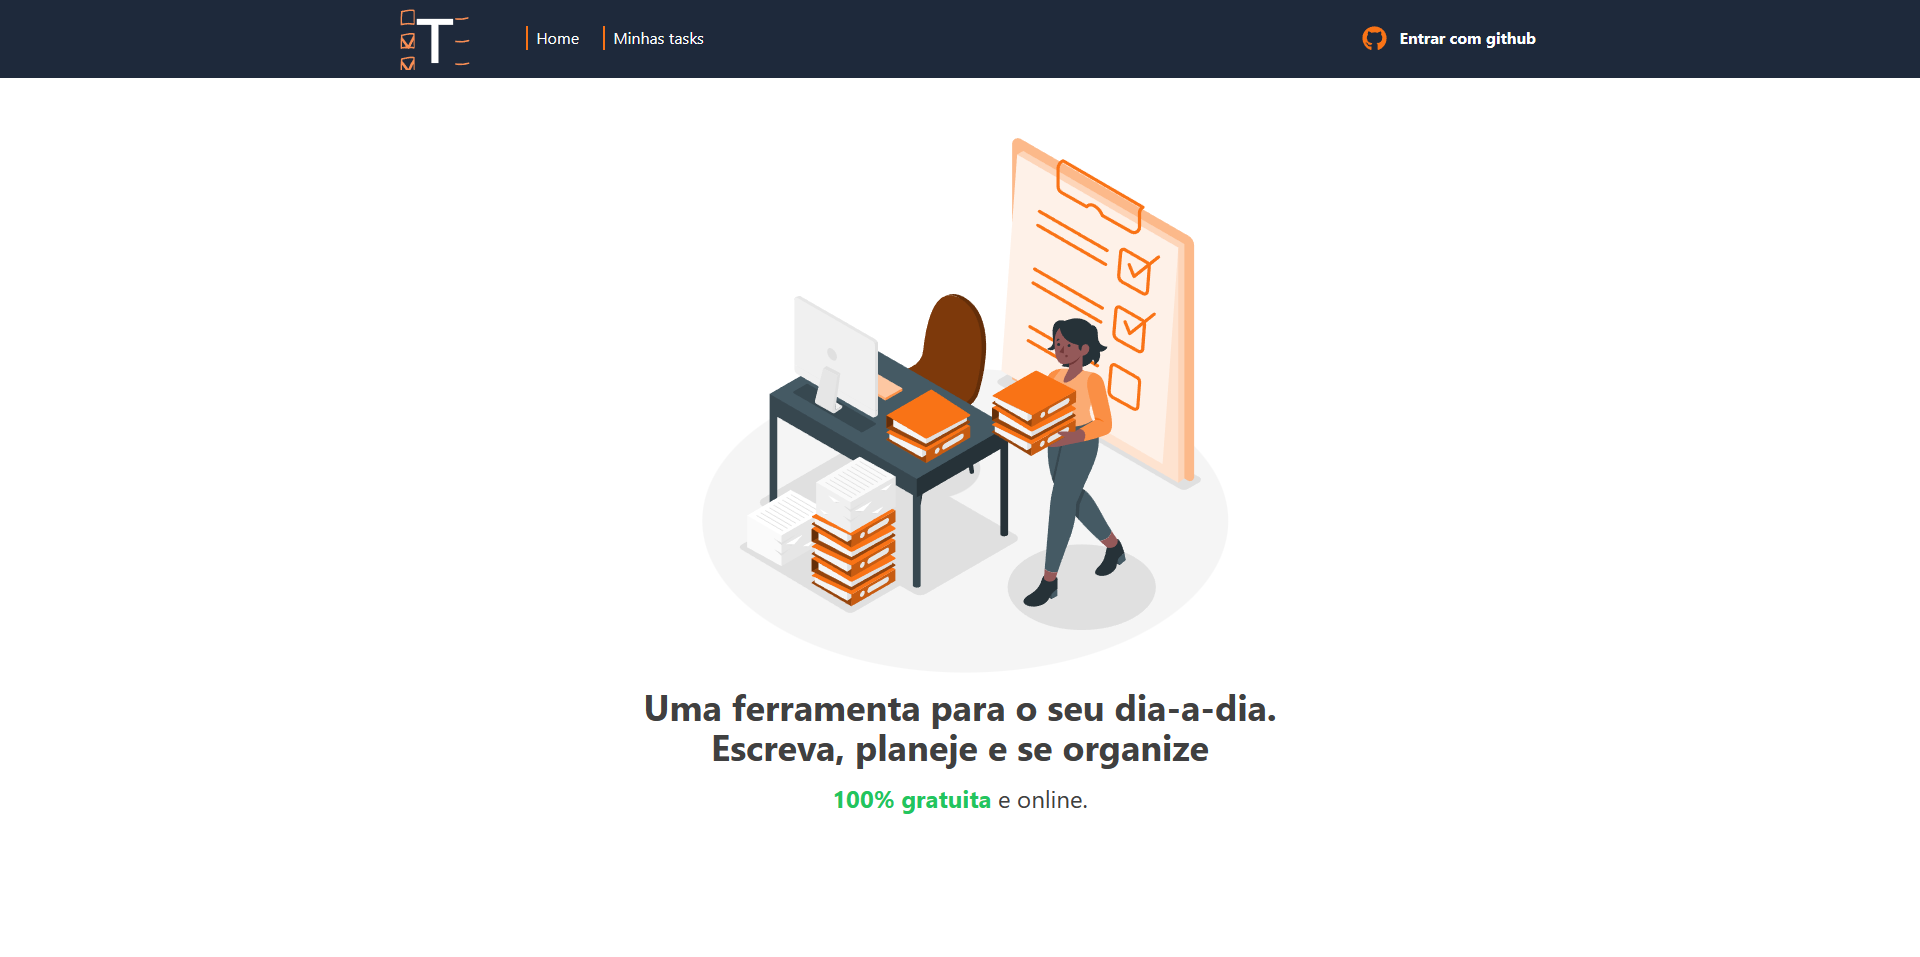 T
Home
Minhas tasks
Entrar com github
Uma ferramenta para o seu dia-a-dia.
Escreva, planeje e se organize
100% gratuita e online.